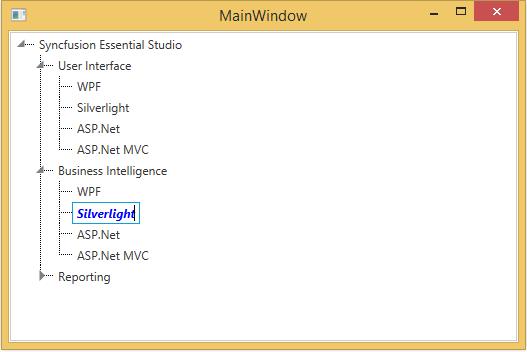 MainWindow
Syncfusion Essential Studio
User Interface
WPF
Silverlight
ASP.Net
ASP.Net MVC
Business Intelligence
WPF
Silverlight
ASP.Net
ASP.Net MVC
Reporting